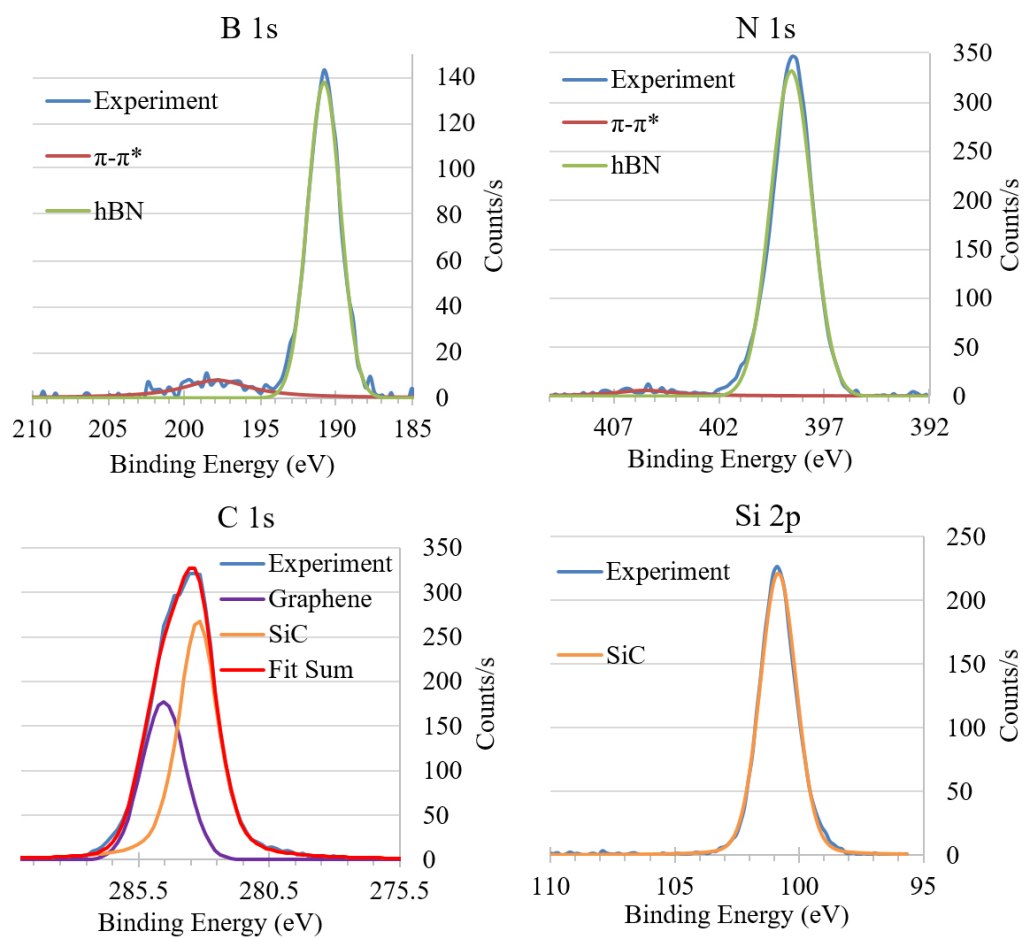 B 1s
Experiment
π-π*
hBN
140
120
100
80
60
40
20
0
Counts/s
210 205 200 195 190 185
Binding Energy (eV)
N 1s
Experiment
π-π*
hBN
350
300
250
200
150
100
50
0
Counts/s
407 402 397 392
Binding Energy (eV)
C 1s
Experiment
Graphene
SiC
Fit Sum
350
300
250
200
150
100
50
0
Counts/s
285.5 280.5 275.5
Binding Energy (eV)
Si 2p
Experiment
SiC
250
200
150
100
50
0
Counts/s
110 105 100 95
Binding Energy (eV)